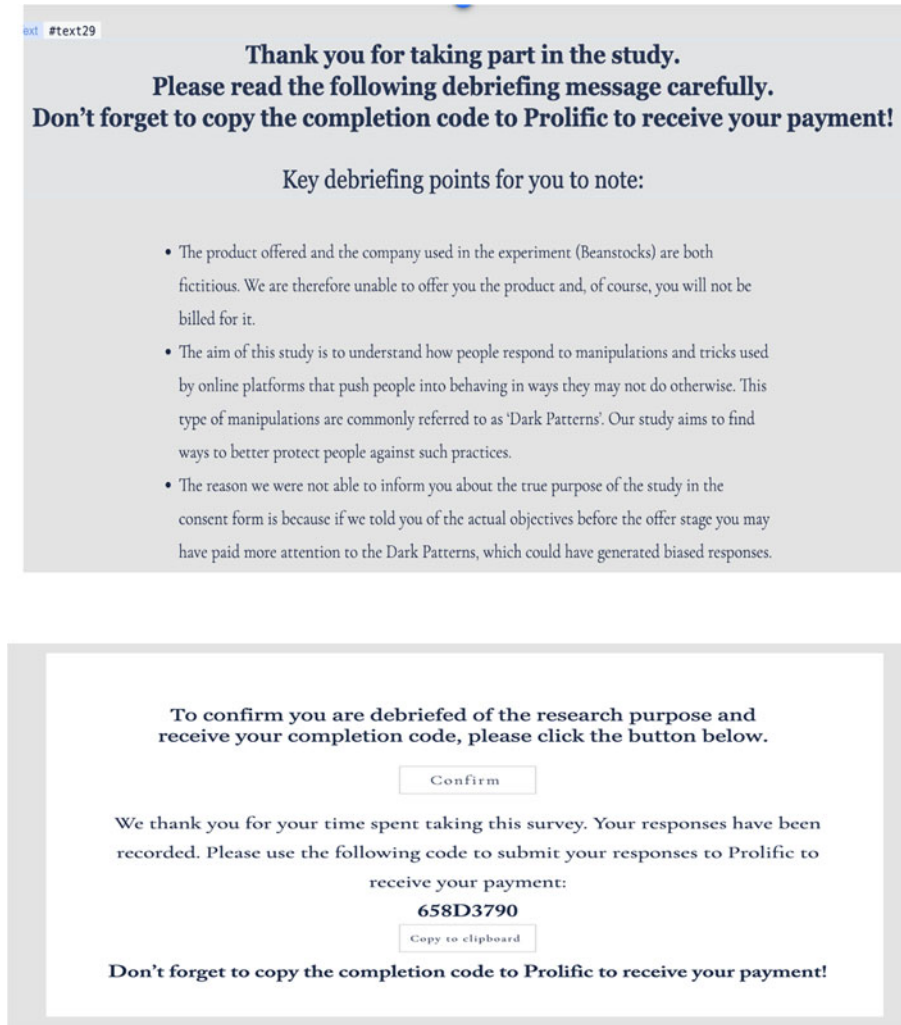 ext #text29
Thank you for taking part in the study.
Please read the following debriefing message carefully.
Don’t forget to copy the completion code to Prolific to receive your payment!
Key debriefing points for you to note:
• The product offered and the company used in the experiment (Beanstocks) are both
fictitious. We are therefore unable to offer you the product and, of course, you will not be
billed for it.
• The aim of this study is to understand how people respond to manipulations and tricks used
by online platforms that push people into behaving in ways they may not do otherwise. This
type of manipulations are commonly referred to as ‘Dark Patterns’. Our study aims to find
ways to better protect people against such practices.
• The reason we were not able to inform you about the true purpose of the study in the
consent form is because if we told you of the actual objectives before the offer stage you may
have paid more attention to the Dark Patterns, which could have generated biased responses.
To confirm you are debriefed of the research purpose and
receive your completion code, please click the button below.
Confirm
We thank you for your time spent taking this survey. Your responses have been
recorded. Please use the following code to submit your responses to Prolific to
receive your payment:
658D3790
Copy to clipboard
Don’t forget to copy the completion code to Prolific to receive your payment!